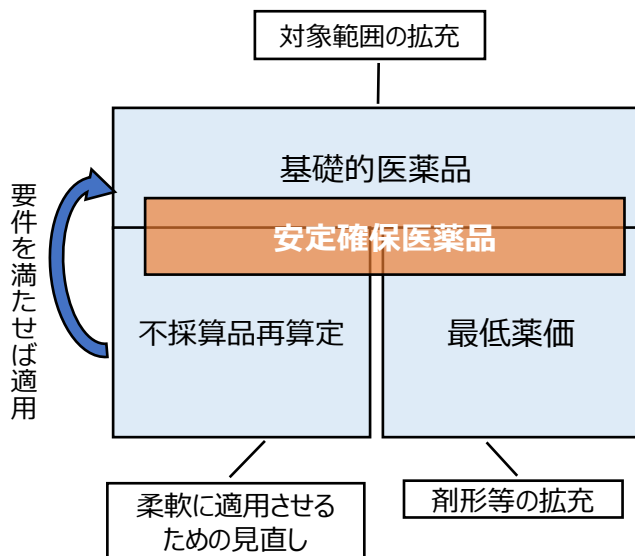 対象範囲の拡充
基礎的医薬品
安定確保医薬品
要件を満たせば適用
不採算品再算定
最低薬価
柔軟に適用させる
ための見直し
剤形等の拡充